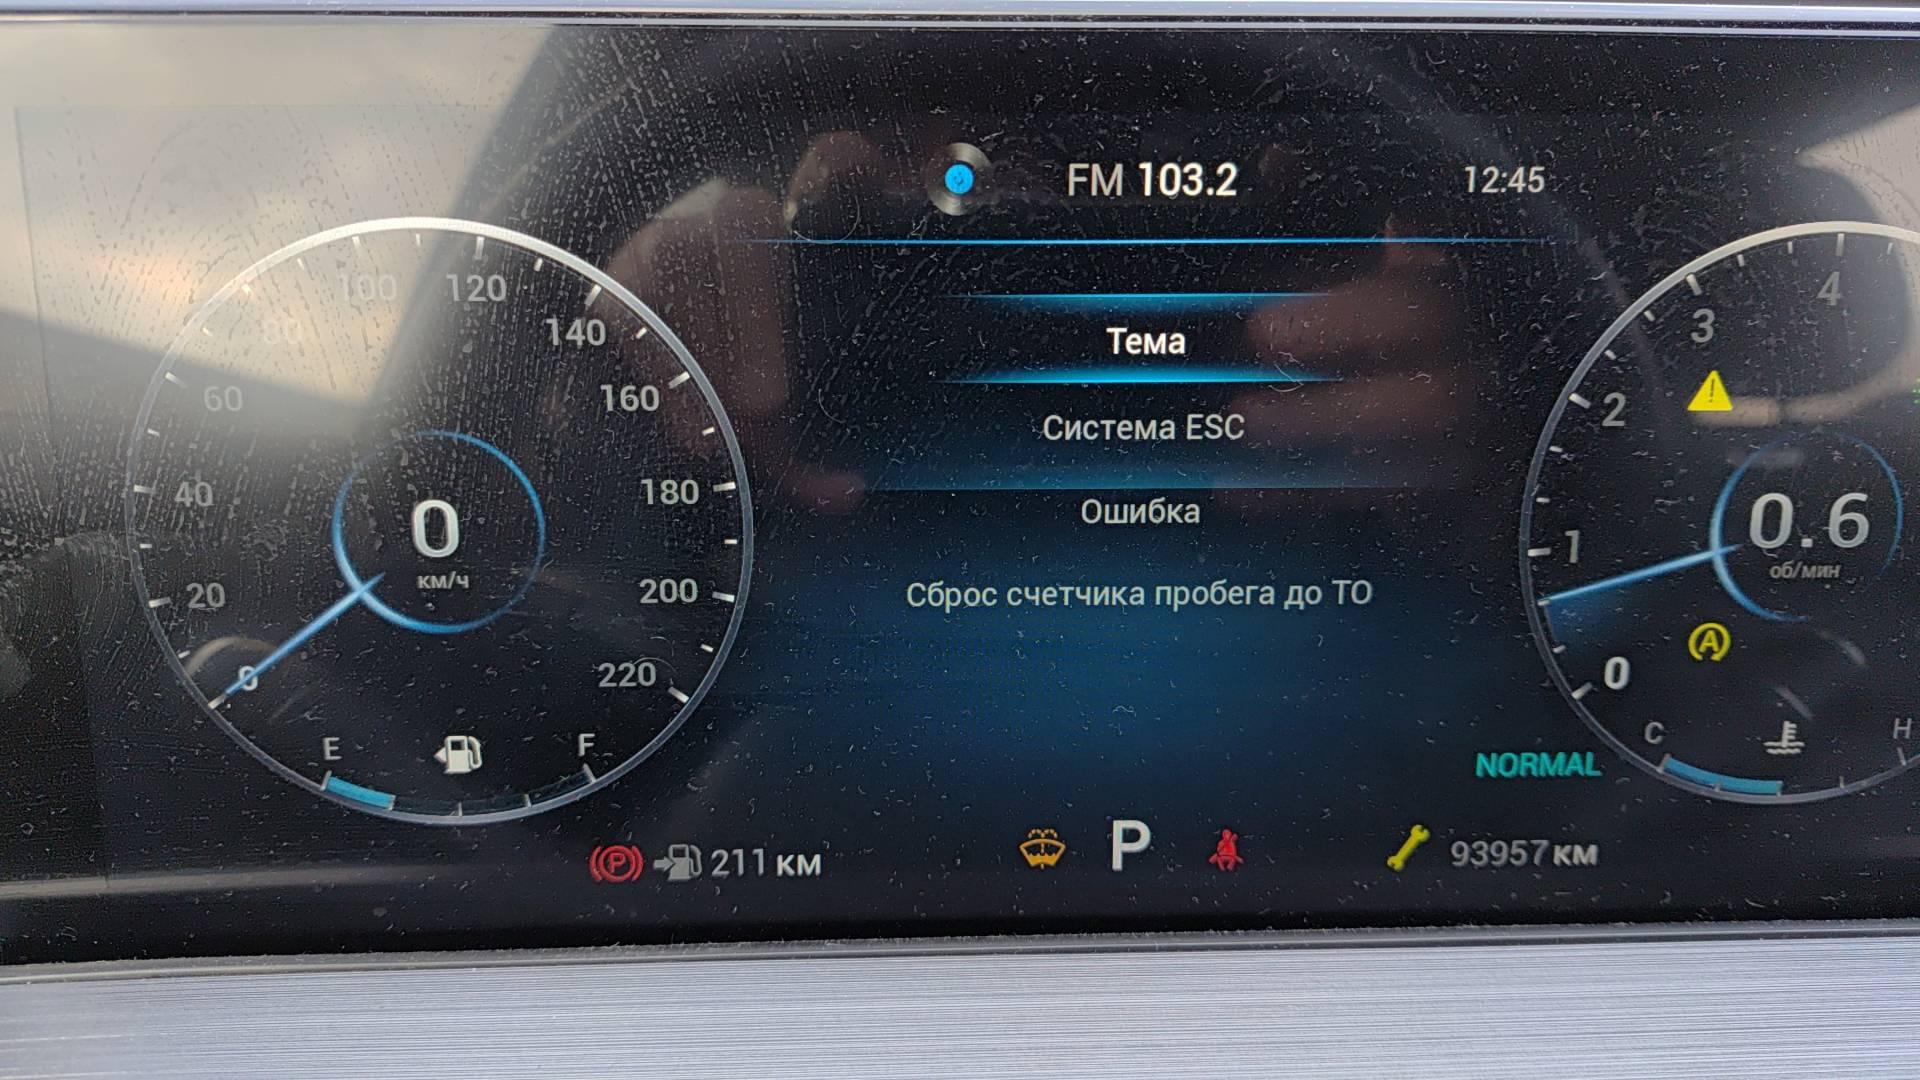 FM 103.2
12:45
Тема
Система ESC
Ошибка
Сброс счетчика пробега до ТО
0
20
40
60
80
100
120
140
160
180
200
220
0
км/ч
E
F
0
1
2
3
4
0.6
об/мин
A
C
H
NORMAL
P
211 км
P
93957 км